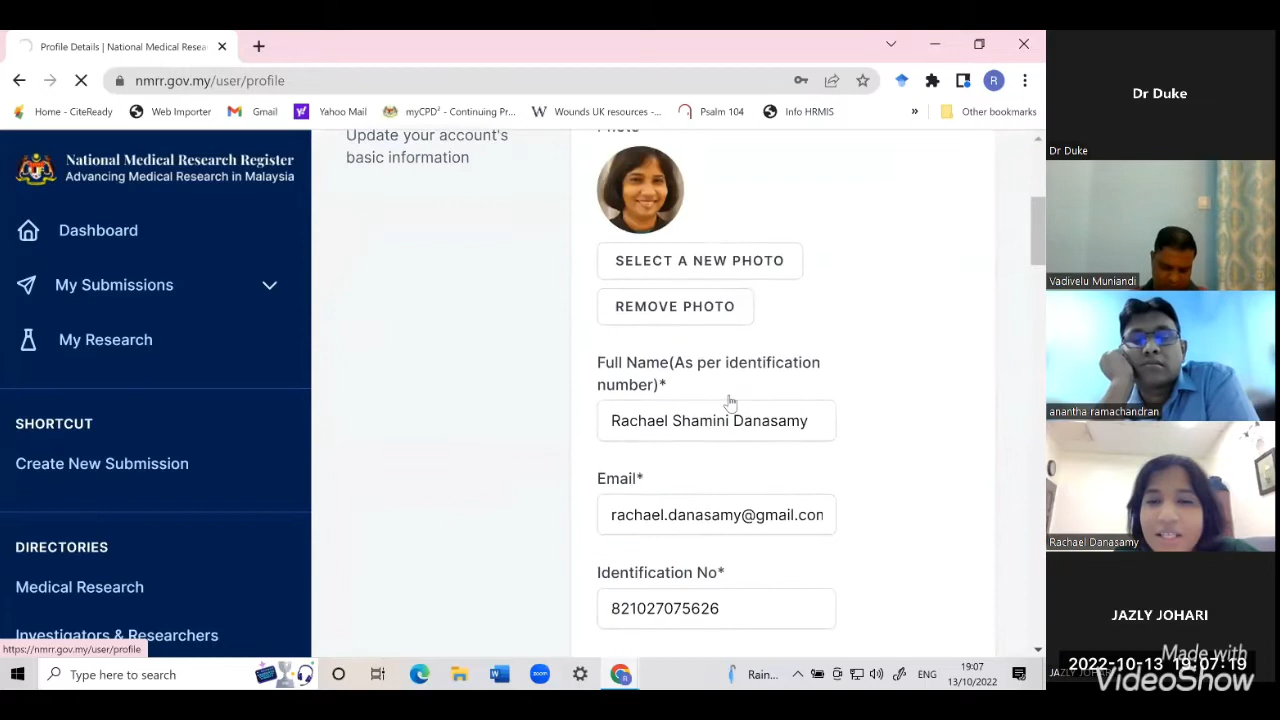 Profile Details | National Medical Resea
nmrr.gov.my/user/profile
R
Home - CiteReady
Web Importer
Gmail
Yahoo Mail
myCPD² - Continuing Pr...
Wounds UK resources -...
Psalm 104
Info HRMIS
»
Other bookmarks
National Medical Research Register
Advancing Medical Research in Malaysia
Dashboard
My Submissions
My Research
SHORTCUT
Create New Submission
DIRECTORIES
Medical Research
Investigators & Researchers
https://nmrr.gov.my/user/profile
Update your account's
basic information
Photo
SELECT A NEW PHOTO
REMOVE PHOTO
Full Name(As per identification
number)*
Rachael Shamini Danasamy
Email*
rachael.danasamy@gmail.con
Identification No*
821027075626
Dr Duke
Dr Duke
Vadivelu Muniandi
anantha ramachandran
Rachael Danasamy
JAZLY JOHARI
Made with
2022-10-13 19:07:19
VideoShow
Type here to search
Rain...
ENG
19:07
13/10/2022